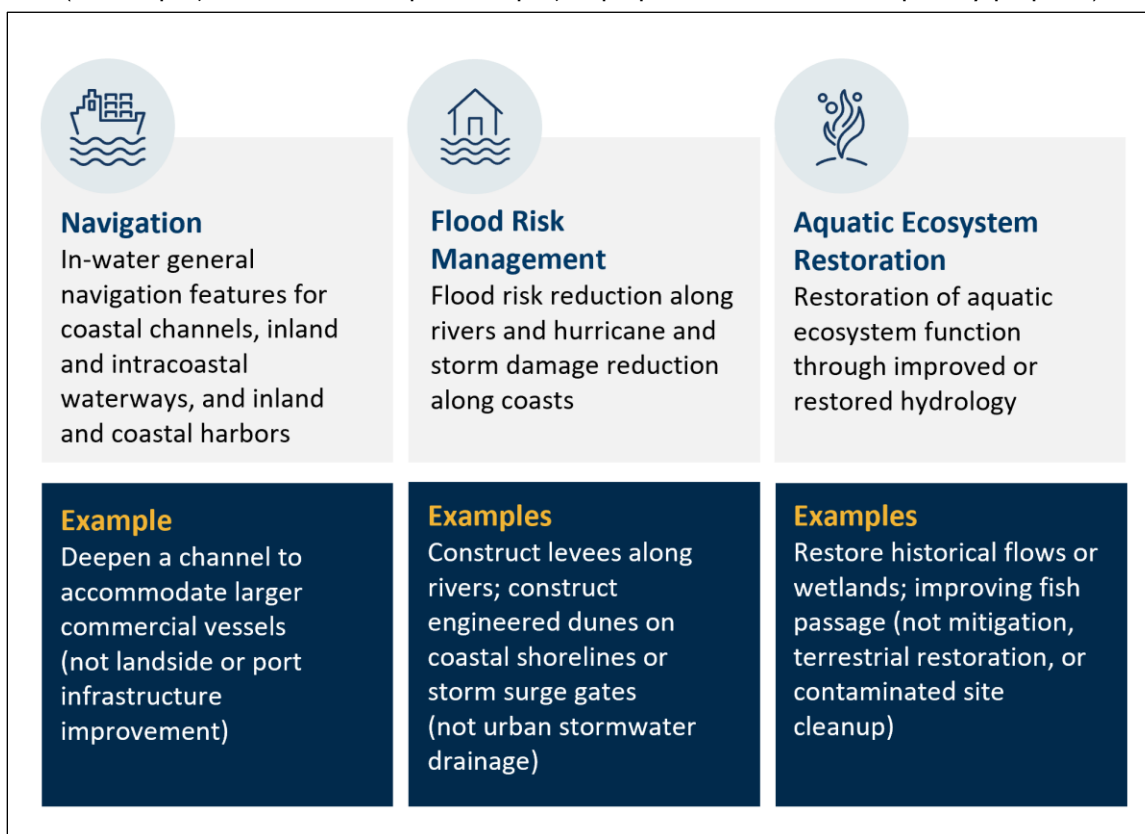 Navigation
In-water general
navigation features for
coastal channels, inland
and intracoastal
waterways, and inland
and coastal harbors
Flood Risk
Management
Flood risk reduction along
rivers and hurricane and
storm damage reduction
along coasts
Aquatic Ecosystem
Restoration
Restoration of aquatic
ecosystem function
through improved or
restored hydrology
Example
Deepen a channel to
accommodate larger
commercial vessels
(not landside or port
infrastructure
improvement)
Examples
Construct levees along
rivers; construct
engineered dunes on
coastal shorelines or
storm surge gates
(not urban stormwater
drainage)
Examples
Restore historical flows or
wetlands; improving fish
passage (not mitigation,
terrestrial restoration, or
contaminated site
cleanup)